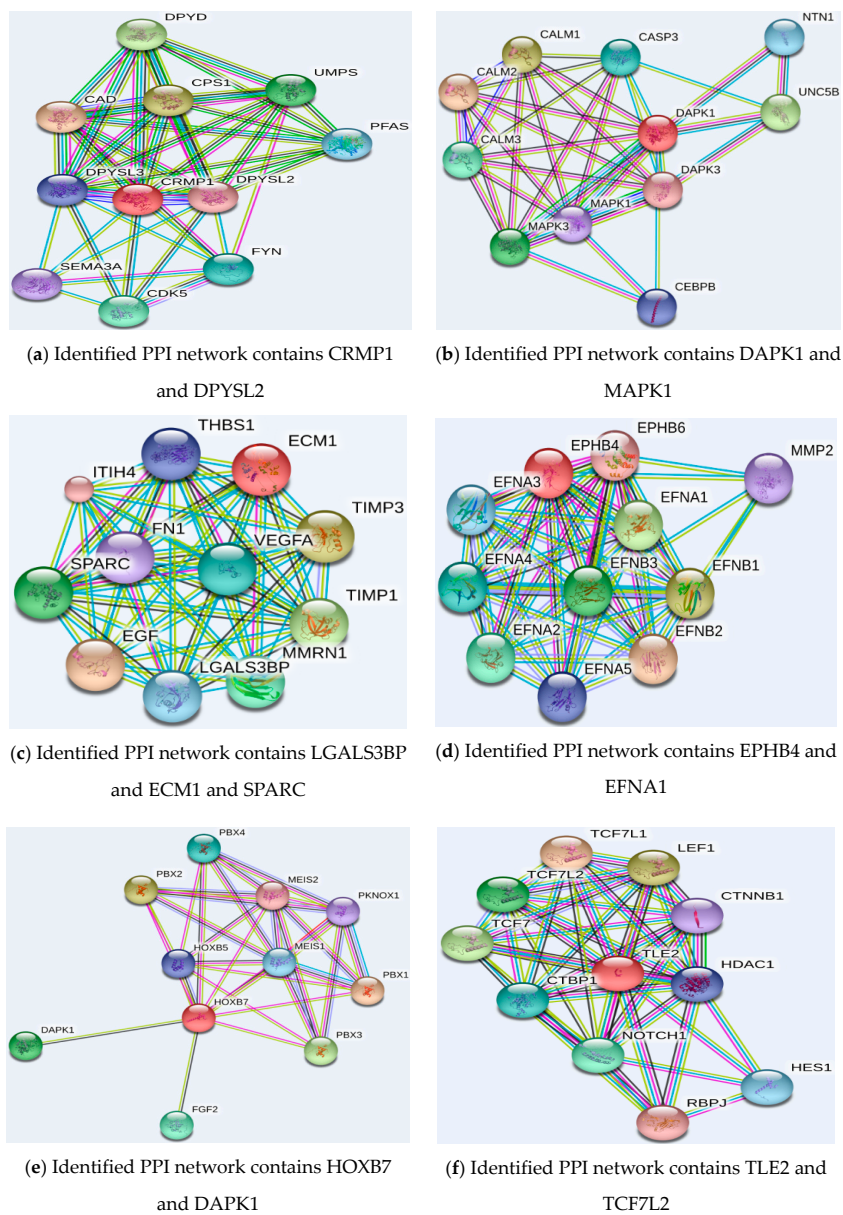 DPYD
CPS1
UMPS
CAD
PFAS
DPYSL3
CRMP1
DPYSL2
FYN
SEMA3A
CDK5
(a) Identified PPI network contains CRMP1
and DPYSL2
NTN1
CALM1
CASP3
CALM2
UNC5B
DAPK1
CALM3
DAPK3
MAPK1
MAPK3
CEBPB
(b) Identified PPI network contains DAPK1 and
MAPK1
THBS1
ECM1
ITIH4
TIMP3
FN1
VEGFA
SPARC
TIMP1
EGF
MMRN1
LGALS3BP
(c) Identified PPI network contains LGALS3BP
and ECM1 and SPARC
EPHB6
EPHB4
MMP2
EFNA3
EFNA1
EFNA4
EFNB3
EFNB1
EFNA2
EFNB2
EFNA5
(d) Identified PPI network contains EPHB4 and
EFNA1
PBX4
PBX2
MEIS2
PKNOX1
HOXB5
MEIS1
PBX1
HOXB7
DAPK1
PBX3
FGF2
(e) Identified PPI network contains HOXB7
and DAPK1
TCF7L1
LEF1
TCF7L2
CTNNB1
TCF7
TLE2
HDAC1
CTBP1
NOTCH1
HES1
RBPJ
(f) Identified PPI network contains TLE2 and
TCF7L2